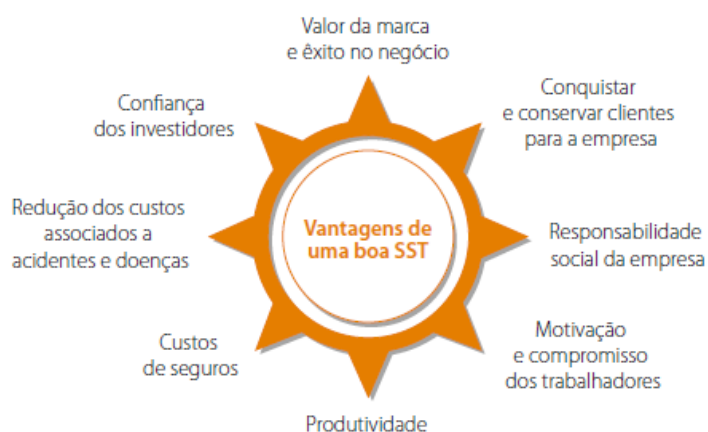 Valor da marca
e êxito no negócio
Conquistar
e conservar clientes
para a empresa
Responsabilidade
social da empresa
Motivação
e compromisso
dos trabalhadores
Produtividade
Custos
de seguros
Redução dos custos
associados a
acidentes e doenças
Confiança
dos investidores
Vantagens de
uma boa SST